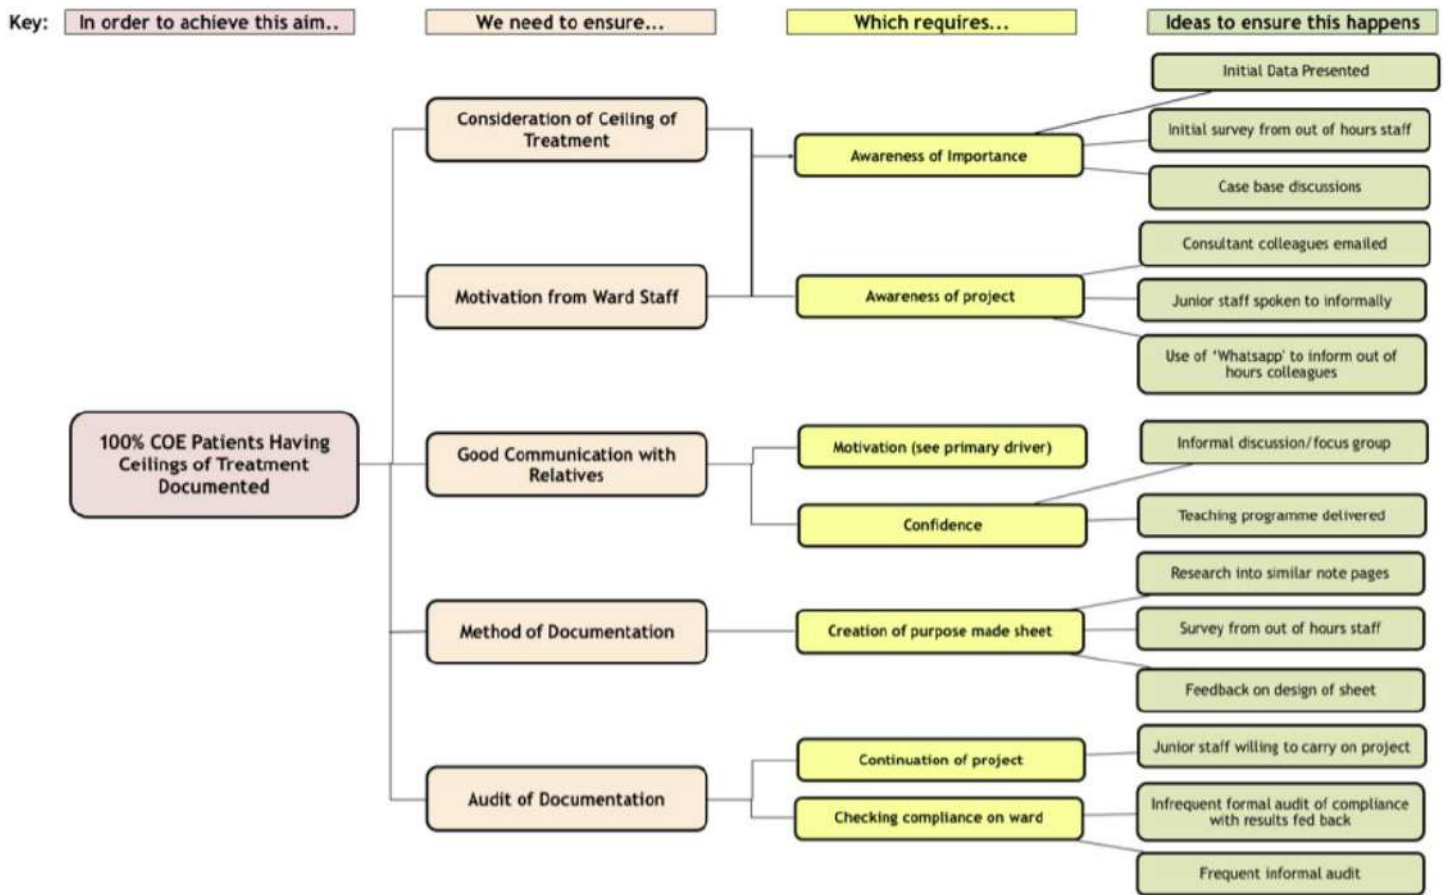 Key: In order to achieve this aim.. We need to ensure... Which requires... Ideas to ensure this happens
Initial Data Presented
Consideration of Ceiling of
Treatment
Initial survey from out of hours staff
Awareness of Importance
Case base discussions
Consultant colleagues emailed
Motivation from Ward Staff
Awareness of project
Junior staff spoken to informally
Use of ‘Whatsapp' to inform out of
hours colleagues
100% COE Patients Having
Ceilings of Treatment
Documented
Good Communication with
Relatives
Motivation (see primary driver)
Informal discussion/focus group
Confidence
Teaching programme delivered
Research into similar note pages
Method of Documentation
Creation of purpose made sheet
Survey from out of hours staff
Feedback on design of sheet
Audit of Documentation
Continuation of project
Junior staff willing to carry on project
Checking compliance on ward
Infrequent formal audit of compliance
with results fed back
Frequent informal audit